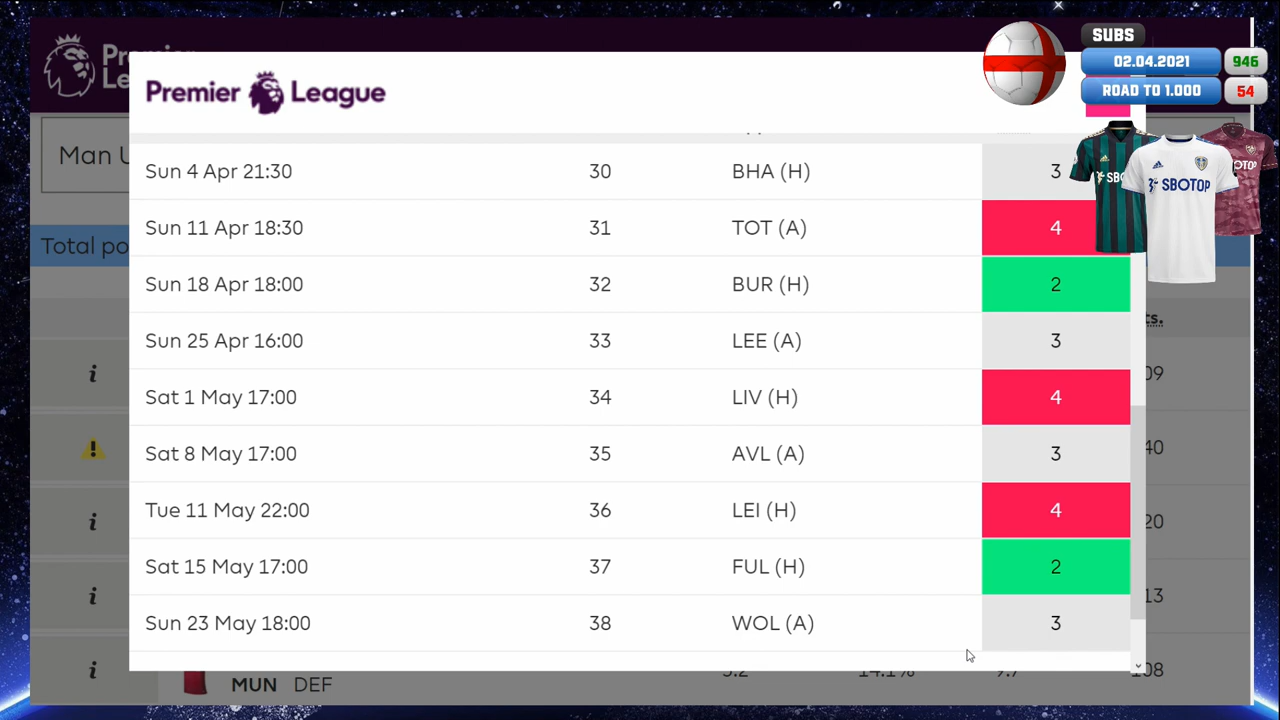 SUBS
02.04.2021 946
ROAD TO 1.000 54
Premier League
Man U
SBOTOP
Total po
Sun 4 Apr 21:30 30 BHA (H) 3
Sun 11 Apr 18:30 31 TOT (A) 4
Sun 18 Apr 18:00 32 BUR (H) 2
Sun 25 Apr 16:00 33 LEE (A) 3
Sat 1 May 17:00 34 LIV (H) 4
Sat 8 May 17:00 35 AVL (A) 3
Tue 11 May 22:00 36 LEI (H) 4
Sat 15 May 17:00 37 FUL (H) 2
Sun 23 May 18:00 38 WOL (A) 3
MUN DEF